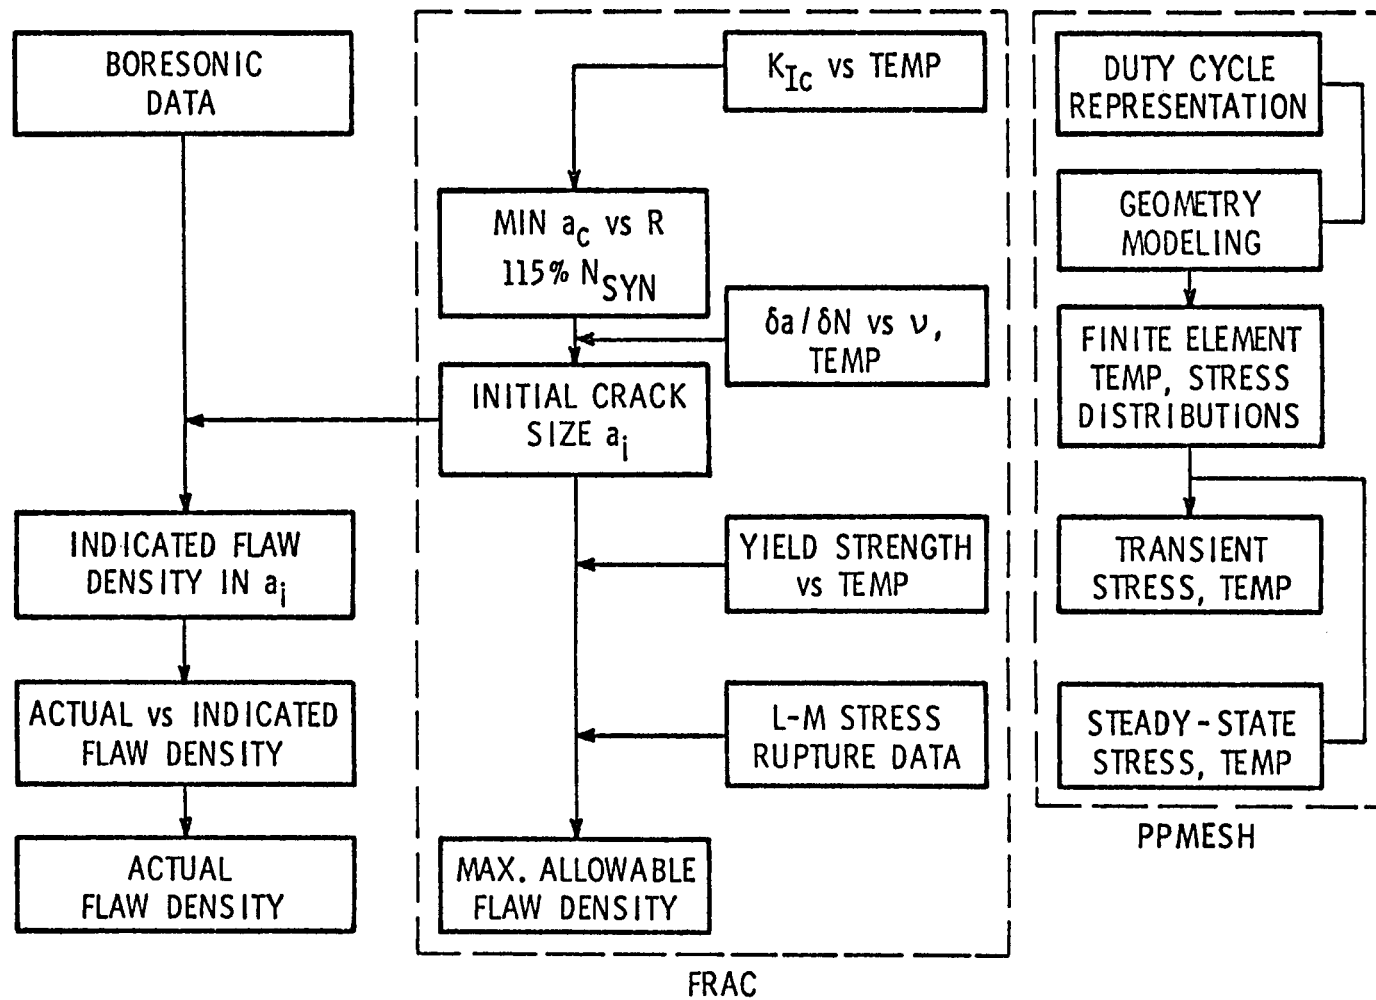 BORESONIC
DATA
INDICATED FLAW
DENSITY IN aᵢ
ACTUAL vs INDICATED
FLAW DENSITY
ACTUAL
FLAW DENSITY
K_Ic vs TEMP
MIN a_c vs R
115% N_SYN
δa/δN vs ν,
TEMP
INITIAL CRACK
SIZE aᵢ
YIELD STRENGTH
vs TEMP
L-M STRESS
RUPTURE DATA
MAX. ALLOWABLE
FLAW DENSITY
FRAC
DUTY CYCLE
REPRESENTATION
GEOMETRY
MODELING
FINITE ELEMENT
TEMP, STRESS
DISTRIBUTIONS
TRANSIENT
STRESS, TEMP
STEADY-STATE
STRESS, TEMP
PPMESH